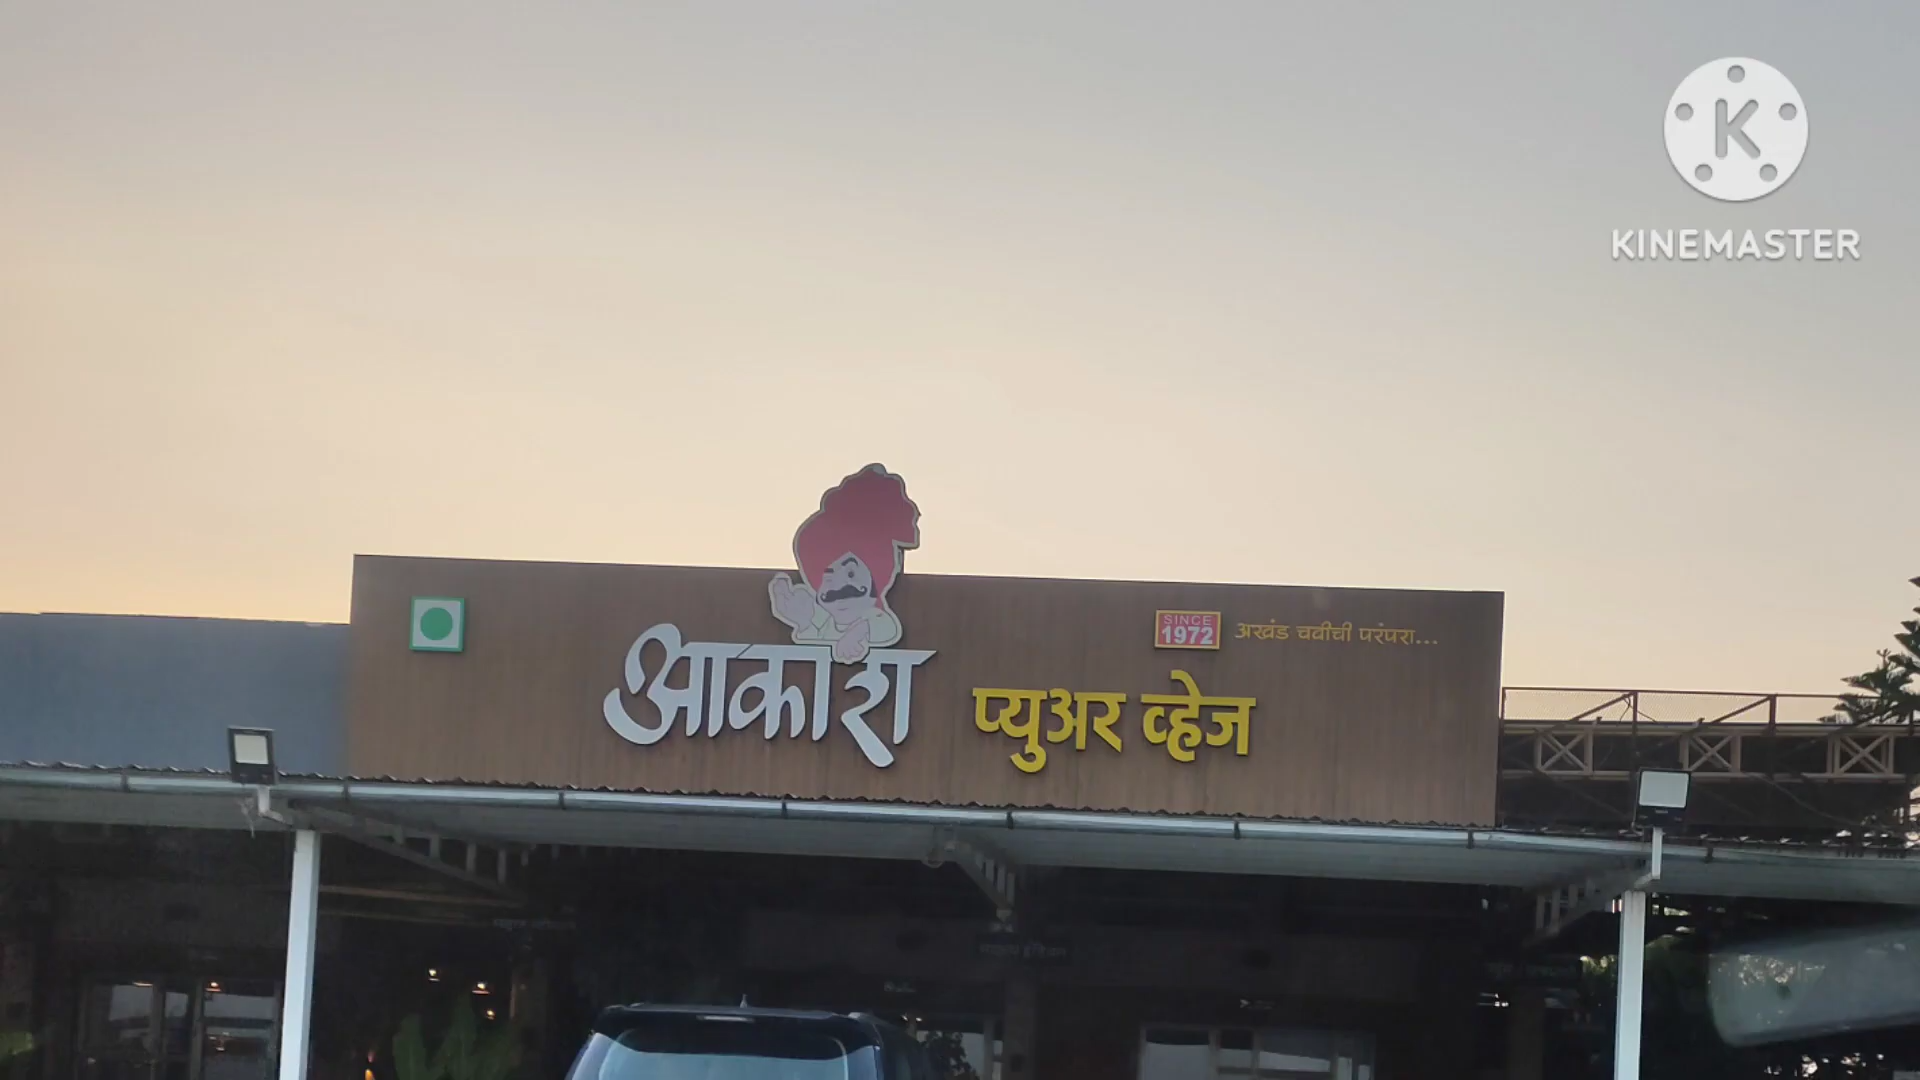 K
KINEMASTER
SINCE
1972
अखंड चवीची परंपरा...
आकाश
प्युअर व्हेज